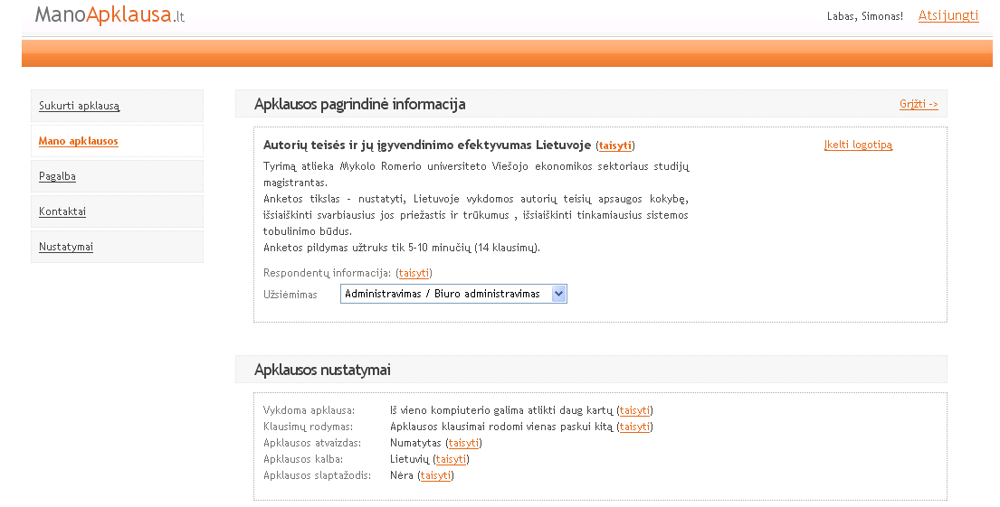 ManoApklausa.lt
Labas, Simonas! Atsijungti
Sukurti apklausą
Mano apklausos
Pagalba
Kontaktai
Nustatymai
Apklausos pagrindinė informacija
Grįžti ->
Autorių teisės ir jų įgyvendinimo efektyvumas Lietuvoje (taisyti)
Įkelti logotipą
Tyrimą atlieka Mykolo Romerio universiteto Viešojo ekonomikos sektoriaus studijų
magistrantas.
Anketos tikslas - nustatyti, Lietuvoje vykdomos autorių teisių apsaugos kokybę,
išsiaiškinti svarbiausius jos priežastis ir trūkumus , išsiaiškinti tinkamiausius sistemos
tobulinimo būdus.
Anketos pildymas užtruks tik 5-10 minučių (14 klausimų).
Respondentų informacija: (taisyti)
Užsiėmimas Administravimas / Biuro administravimas
Apklausos nustatymai
Vykdoma apklausa: Iš vieno kompiuterio galima atlikti daug kartų (taisyti)
Klausimų rodymas: Apklausos klausimai rodomi vienas paskui kitą (taisyti)
Apklausos atvaizdas: Numatytas (taisyti)
Apklausos kalba: Lietuvių (taisyti)
Apklausos slaptažodis: Nėra (taisyti)